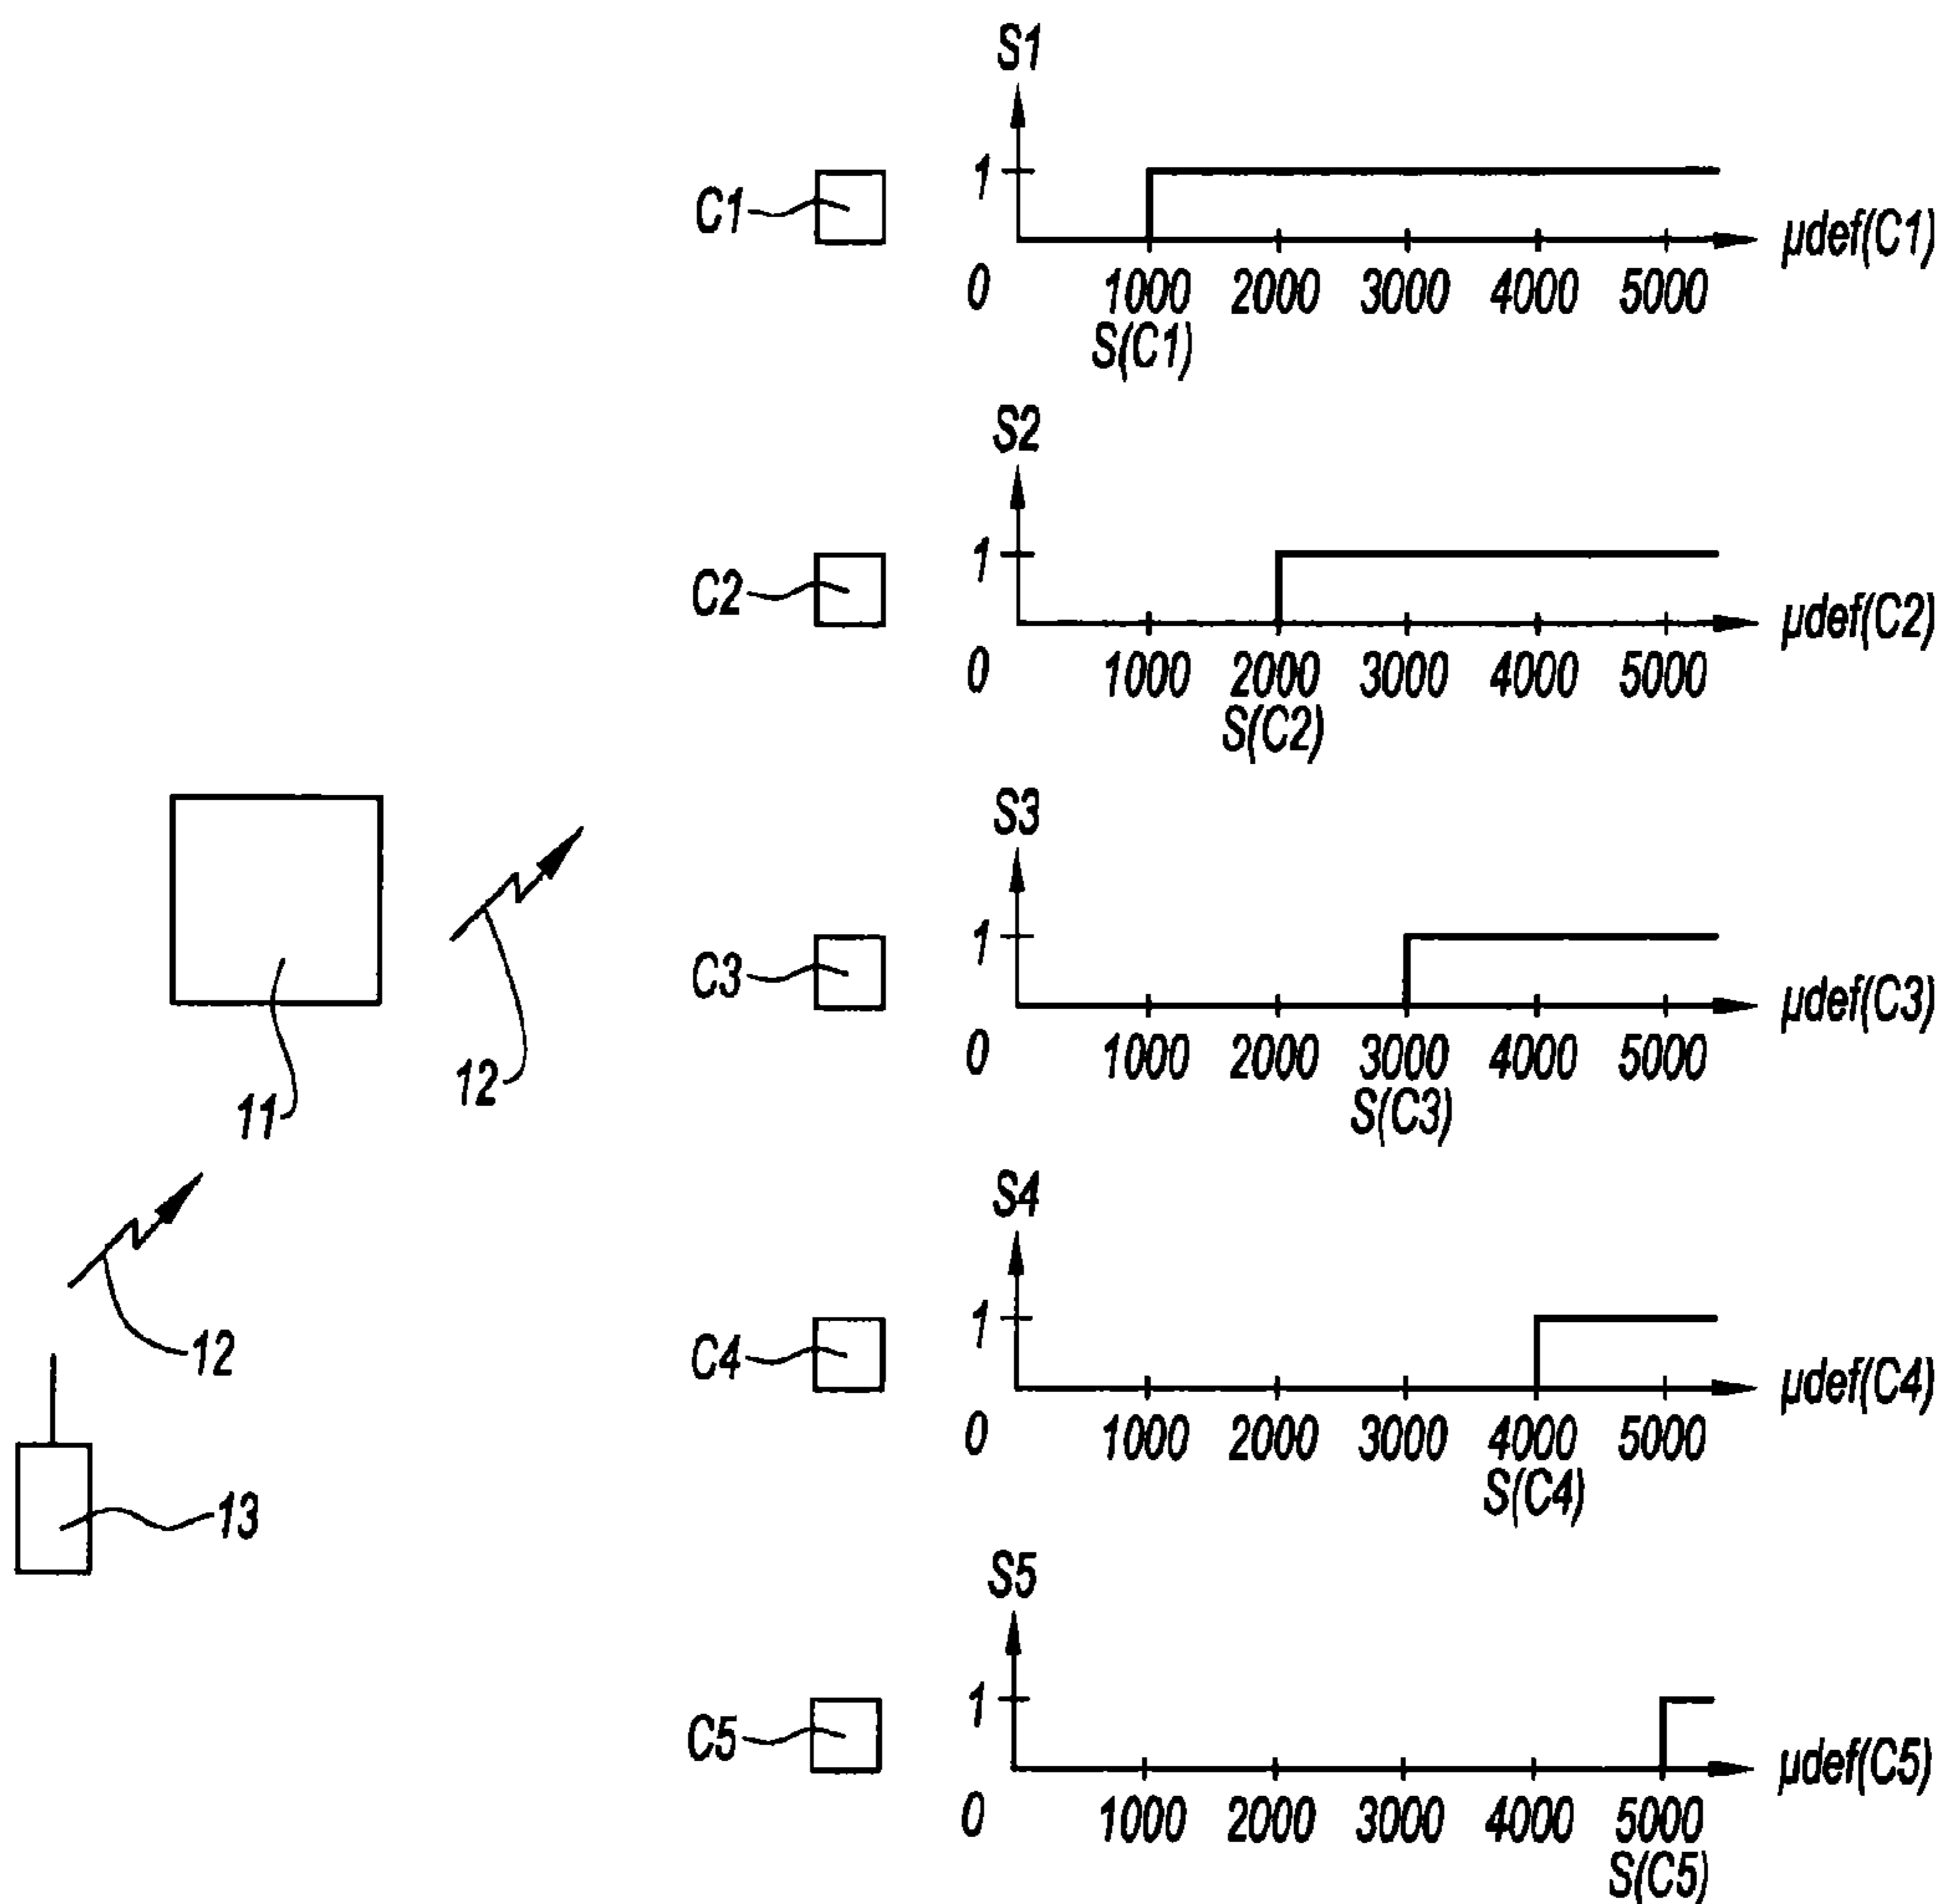 S1
1
C1
μdef(C1)
0 1000 2000 3000 4000 5000
S(C1)
S2
1
C2
μdef(C2)
0 1000 2000 3000 4000 5000
S(C2)
S3
1
C3
μdef(C3)
0 1000 2000 3000 4000 5000
S(C3)
12
11
S4
1
12
C4
μdef(C4)
0 1000 2000 3000 4000 5000
S(C4)
13
S5
1
C5
μdef(C5)
0 1000 2000 3000 4000 5000
S(C5)